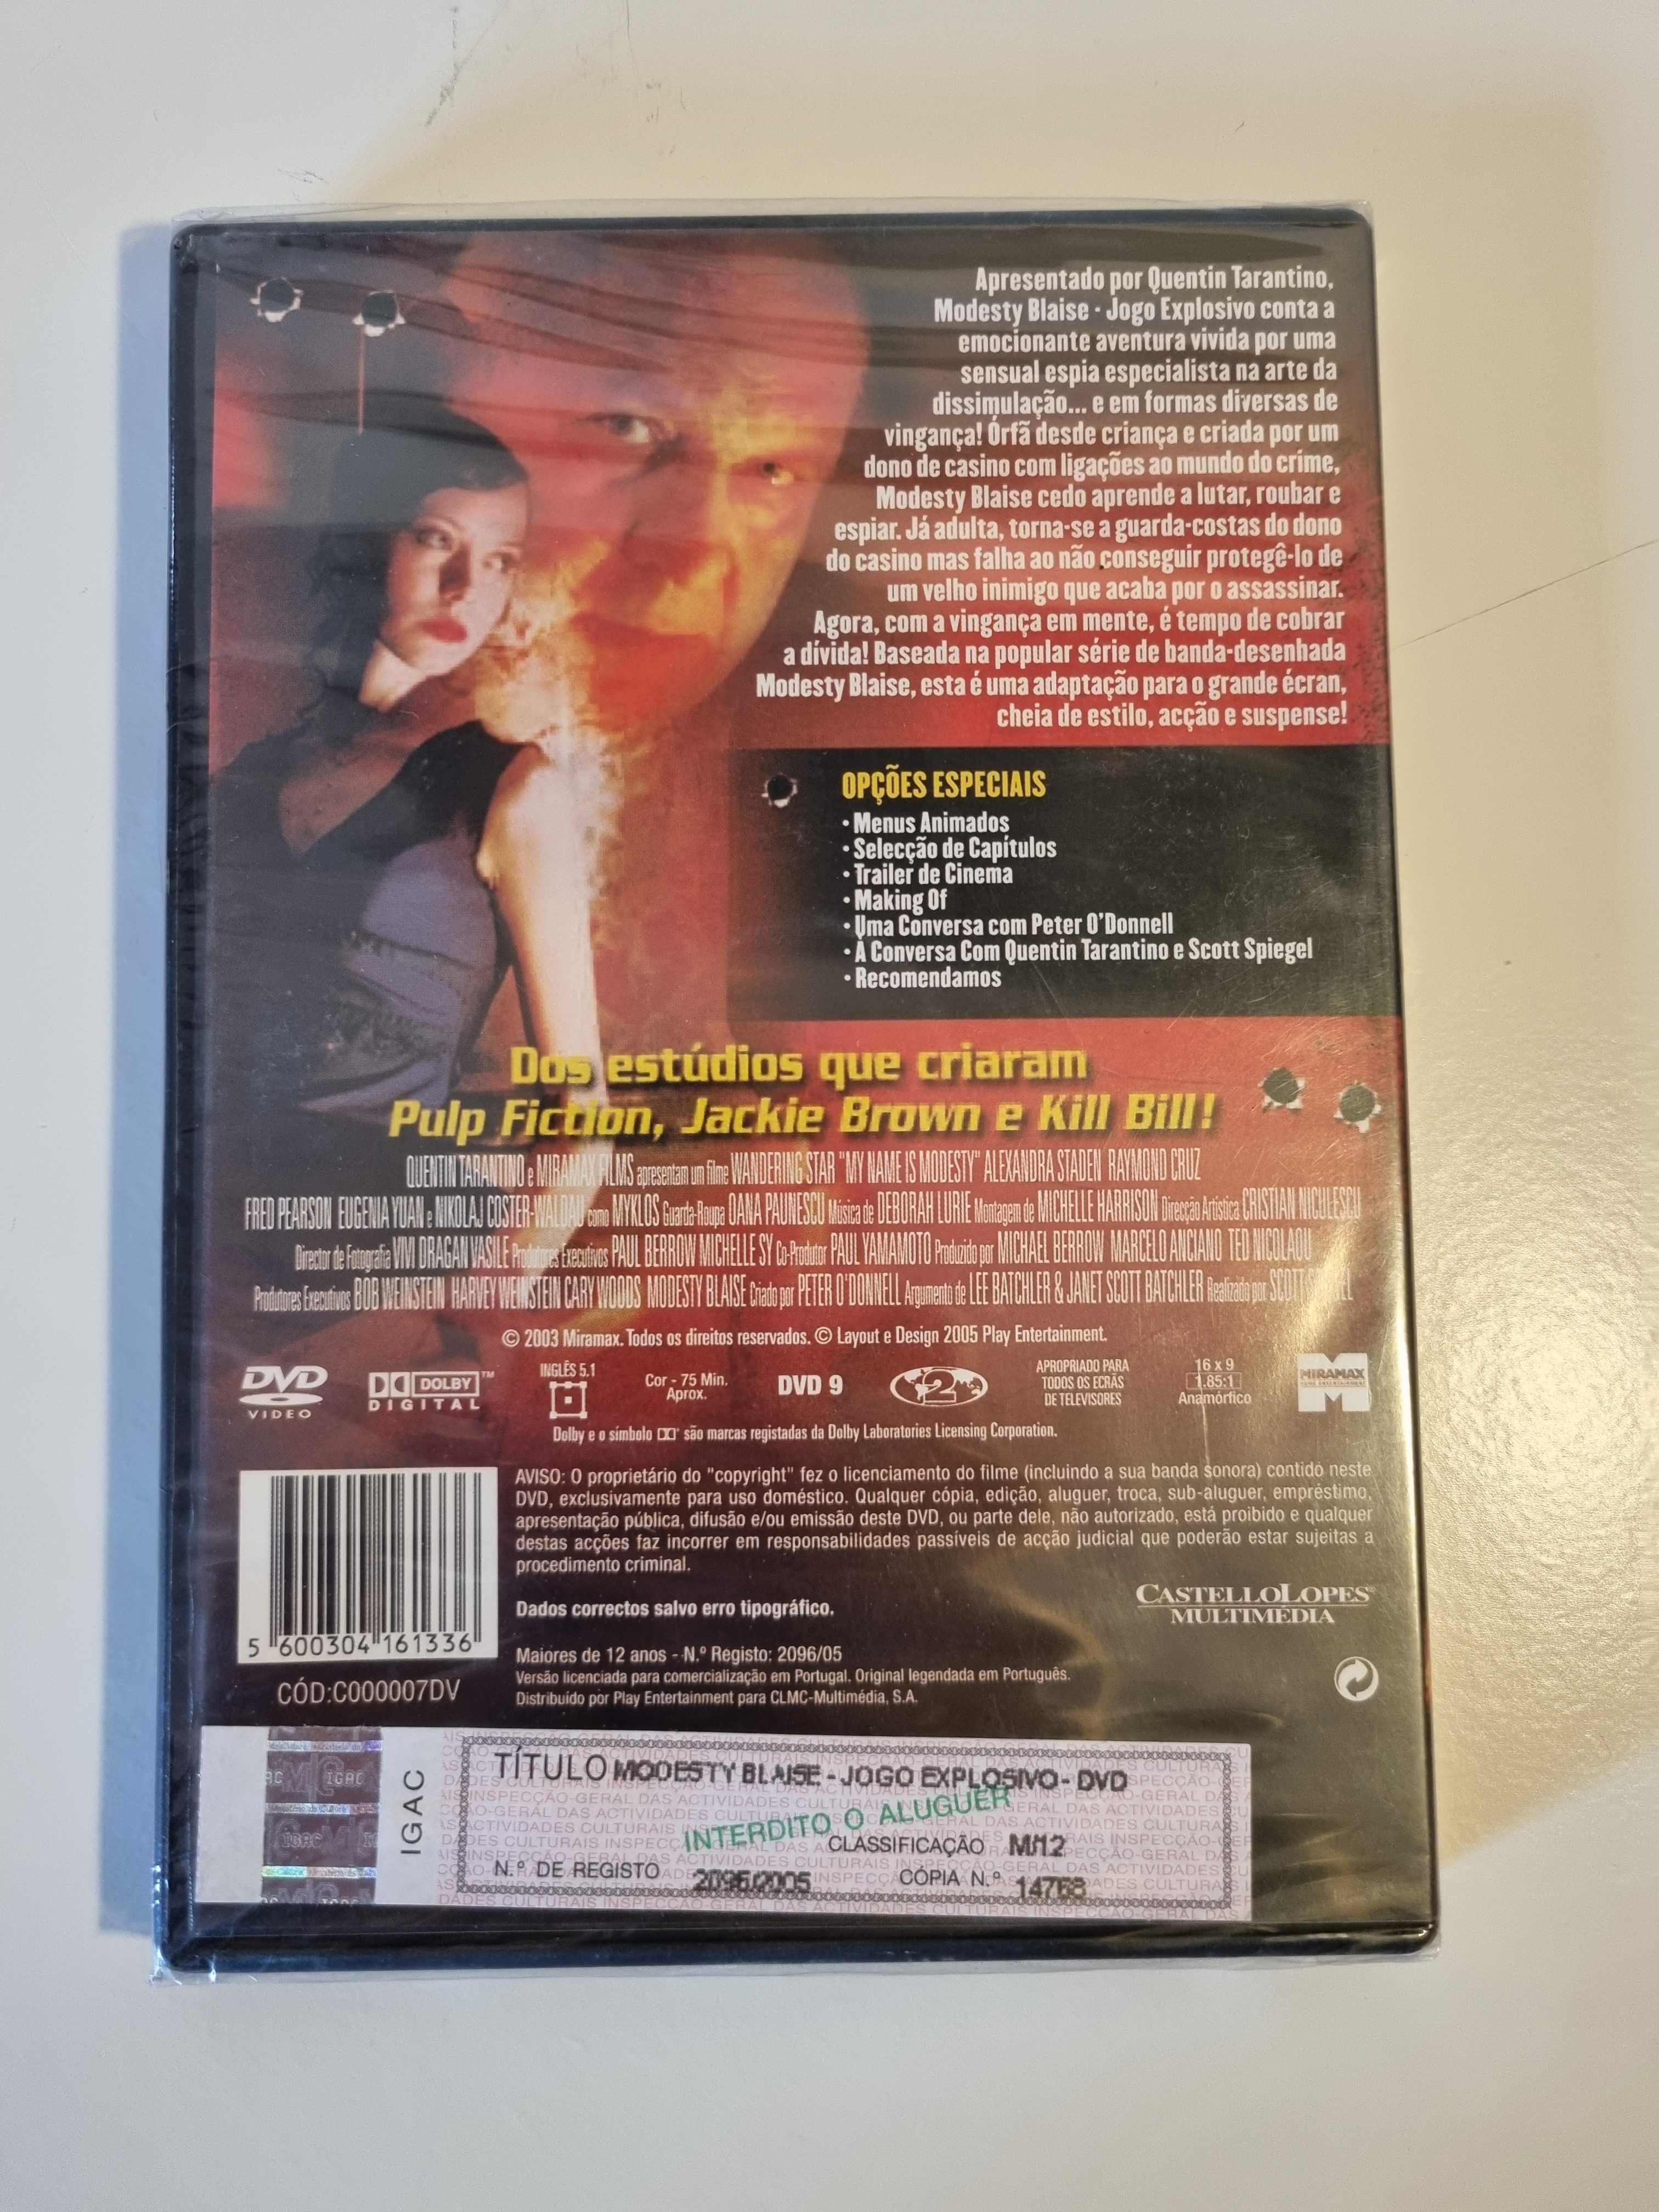 Apresentado por Quentin Tarantino,
Modesty Blaise - Jogo Explosivo conta a
emocionante aventura vivida por uma
sensual espia especialista na arte da
dissimulação... e em formas diversas de
vingança! Órfã desde criança e criada por um
dono de casino com ligações ao mundo do crime,
Modesty Blaise cedo aprende a lutar, roubar e
espiar. Já adulta, torna-se a guarda-costas do dono
do casino mas falha ao não conseguir protegê-lo de
um velho inimigo que acaba por o assassinar.
Agora, com a vingança em mente, é tempo de cobrar
a dívida! Baseada na popular série de banda-desenhada
Modesty Blaise, esta é uma adaptação para o grande écran,
cheia de estilo, acção e suspense!
OPÇÕES ESPECIAIS
• Menus Animados
• Selecção de Capítulos
• Trailer de Cinema
• Making Of
• Uma Conversa com Peter O'Donnell
• À Conversa Com Quentin Tarantino e Scott Spiegel
• Recomendamos
Dos estúdios que criaram
Pulp Fiction, Jackie Brown e Kill Bill!
QUENTIN TARANTINO e MIRAMAX FILMS apresentam um filme WANDERING STAR "MY NAME IS MODESTY" ALEXANDRA STADEN RAYMOND CRUZ
FRED PEARSON EUGENIA YUAN e NIKOLAJ COSTER-WALDAU como MYKLOS Guarda-Roupa OANA PAUNESCU Música de DEBORAH LURIE Montagem de MICHELLE HARRISON Direcção Artística CRISTIAN NICULESCU
Director de Fotografia VIVI DRAGAN VASILE Produtores Executivos PAUL BERROW MICHELLE SY Co-Produtor PAUL YAMAMOTO Produzido por MICHAEL BERROW MARCELO ANCIANO TED NICOLAOU
Produtores Executivos BOB WEINSTEIN HARVEY WEINSTEIN CARY WOODS MODESTY BLAISE Criado por PETER O'DONNELL Argumento de LEE BATCHLER & JANET SCOTT BATCHLER Realizado por SCOTT
© 2003 Miramax. Todos os direitos reservados. © Layout e Design 2005 Play Entertainment.
DVD VIDEO
DOLBY DIGITAL ™
INGLÊS 5.1
Cor - 75 Min. Aprox.
DVD 9
2
APROPRIADO PARA TODOS OS ECRÃS DE TELEVISORES
16 x 9 1.85:1 Anamórfico
MIRAMAX
Dolby e o símbolo são marcas registadas da Dolby Laboratories Licensing Corporation.
AVISO: O proprietário do "copyright" fez o licenciamento do filme (incluindo a sua banda sonora) contido neste
DVD, exclusivamente para uso doméstico. Qualquer cópia, edição, aluguer, troca, sub-aluguer, empréstimo,
apresentação pública, difusão e/ou emissão deste DVD, ou parte dele, não autorizado, está proibido e qualquer
destas acções faz incorrer em responsabilidades passíveis de acção judicial que poderão estar sujeitas a
procedimento criminal.
CASTELLOLOPES
MULTIMÉDIA
Dados correctos salvo erro tipográfico.
5 600304 161336
CÓD:C000007DV
Maiores de 12 anos - N.º Registo: 2096/05
Versão licenciada para comercialização em Portugal. Original legendada em Português.
Distribuído por Play Entertainment para CLMC-Multimédia, S.A.
IGAC
TÍTULO MODESTY BLAISE - JOGO EXPLOSIVO - DVD
INTERDITO O ALUGUER
CLASSIFICAÇÃO M/12
N.º DE REGISTO 2096/2005 CÓPIA N.º